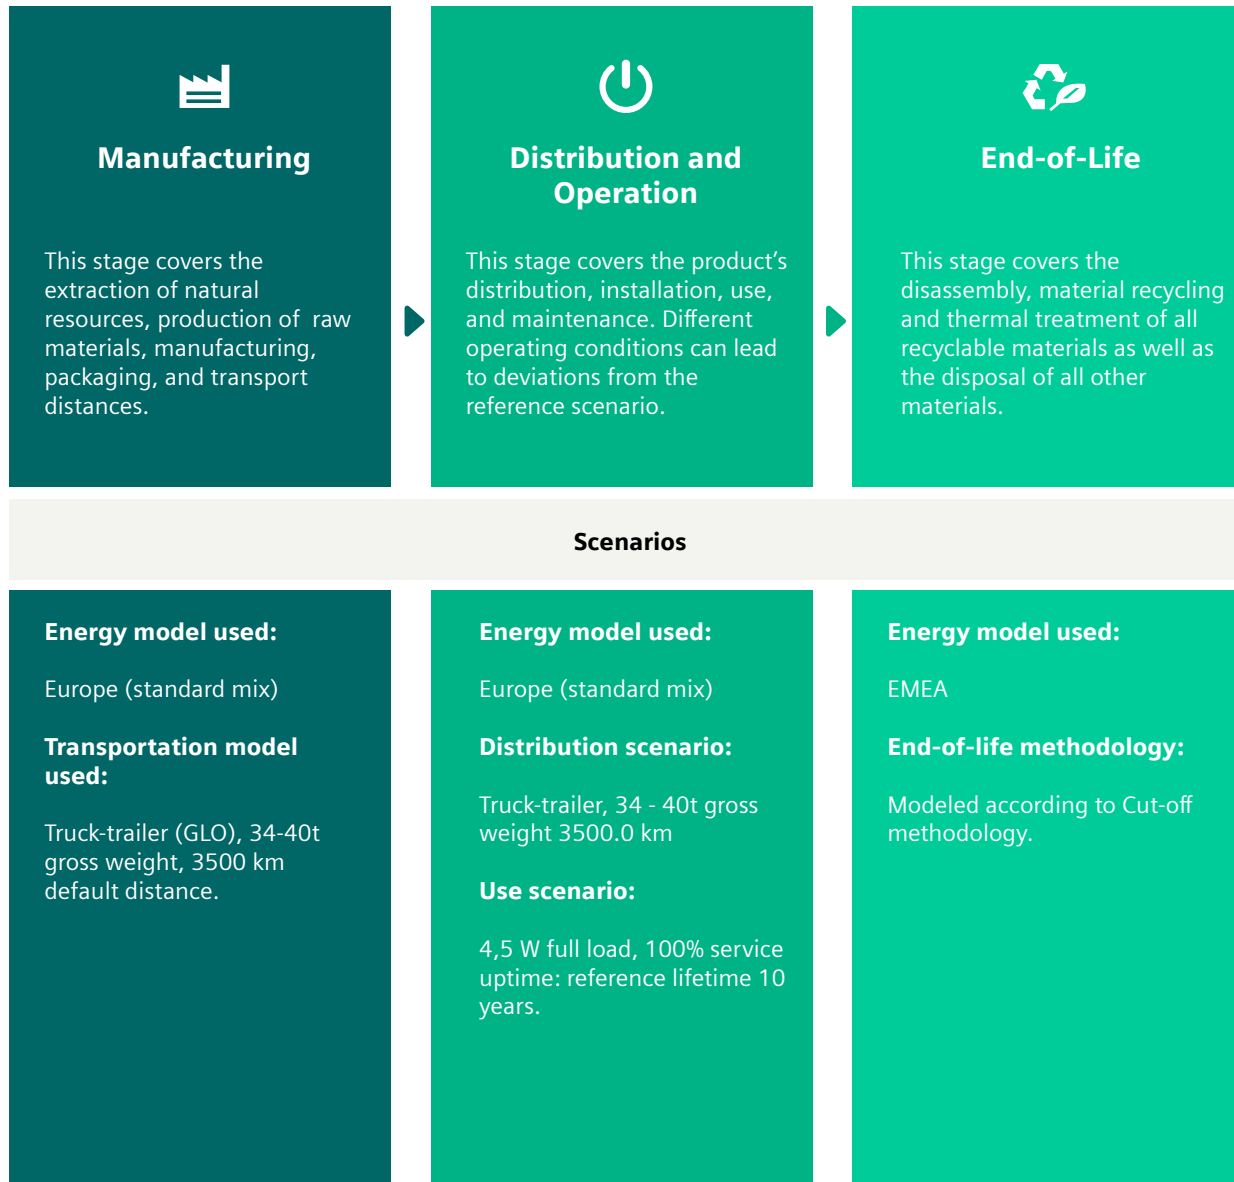 Manufacturing
This stage covers the
extraction of natural
resources, production of  raw
materials, manufacturing,
packaging, and transport
distances.
Distribution and
Operation
This stage covers the product’s
distribution, installation, use,
and maintenance. Different
operating conditions can lead
to deviations from the
reference scenario.
End-of-Life
This stage covers the
disassembly, material recycling
and thermal treatment of all
recyclable materials as well as
the disposal of all other
materials.
Scenarios
Energy model used:
Europe (standard mix)
Transportation model
used:
Truck-trailer (GLO), 34-40t
gross weight, 3500 km
default distance.
Energy model used:
Europe (standard mix)
Distribution scenario:
Truck-trailer, 34 - 40t gross
weight 3500.0 km
Use scenario:
4,5 W full load, 100% service
uptime: reference lifetime 10
years.
Energy model used:
EMEA
End-of-life methodology:
Modeled according to Cut-off
methodology.